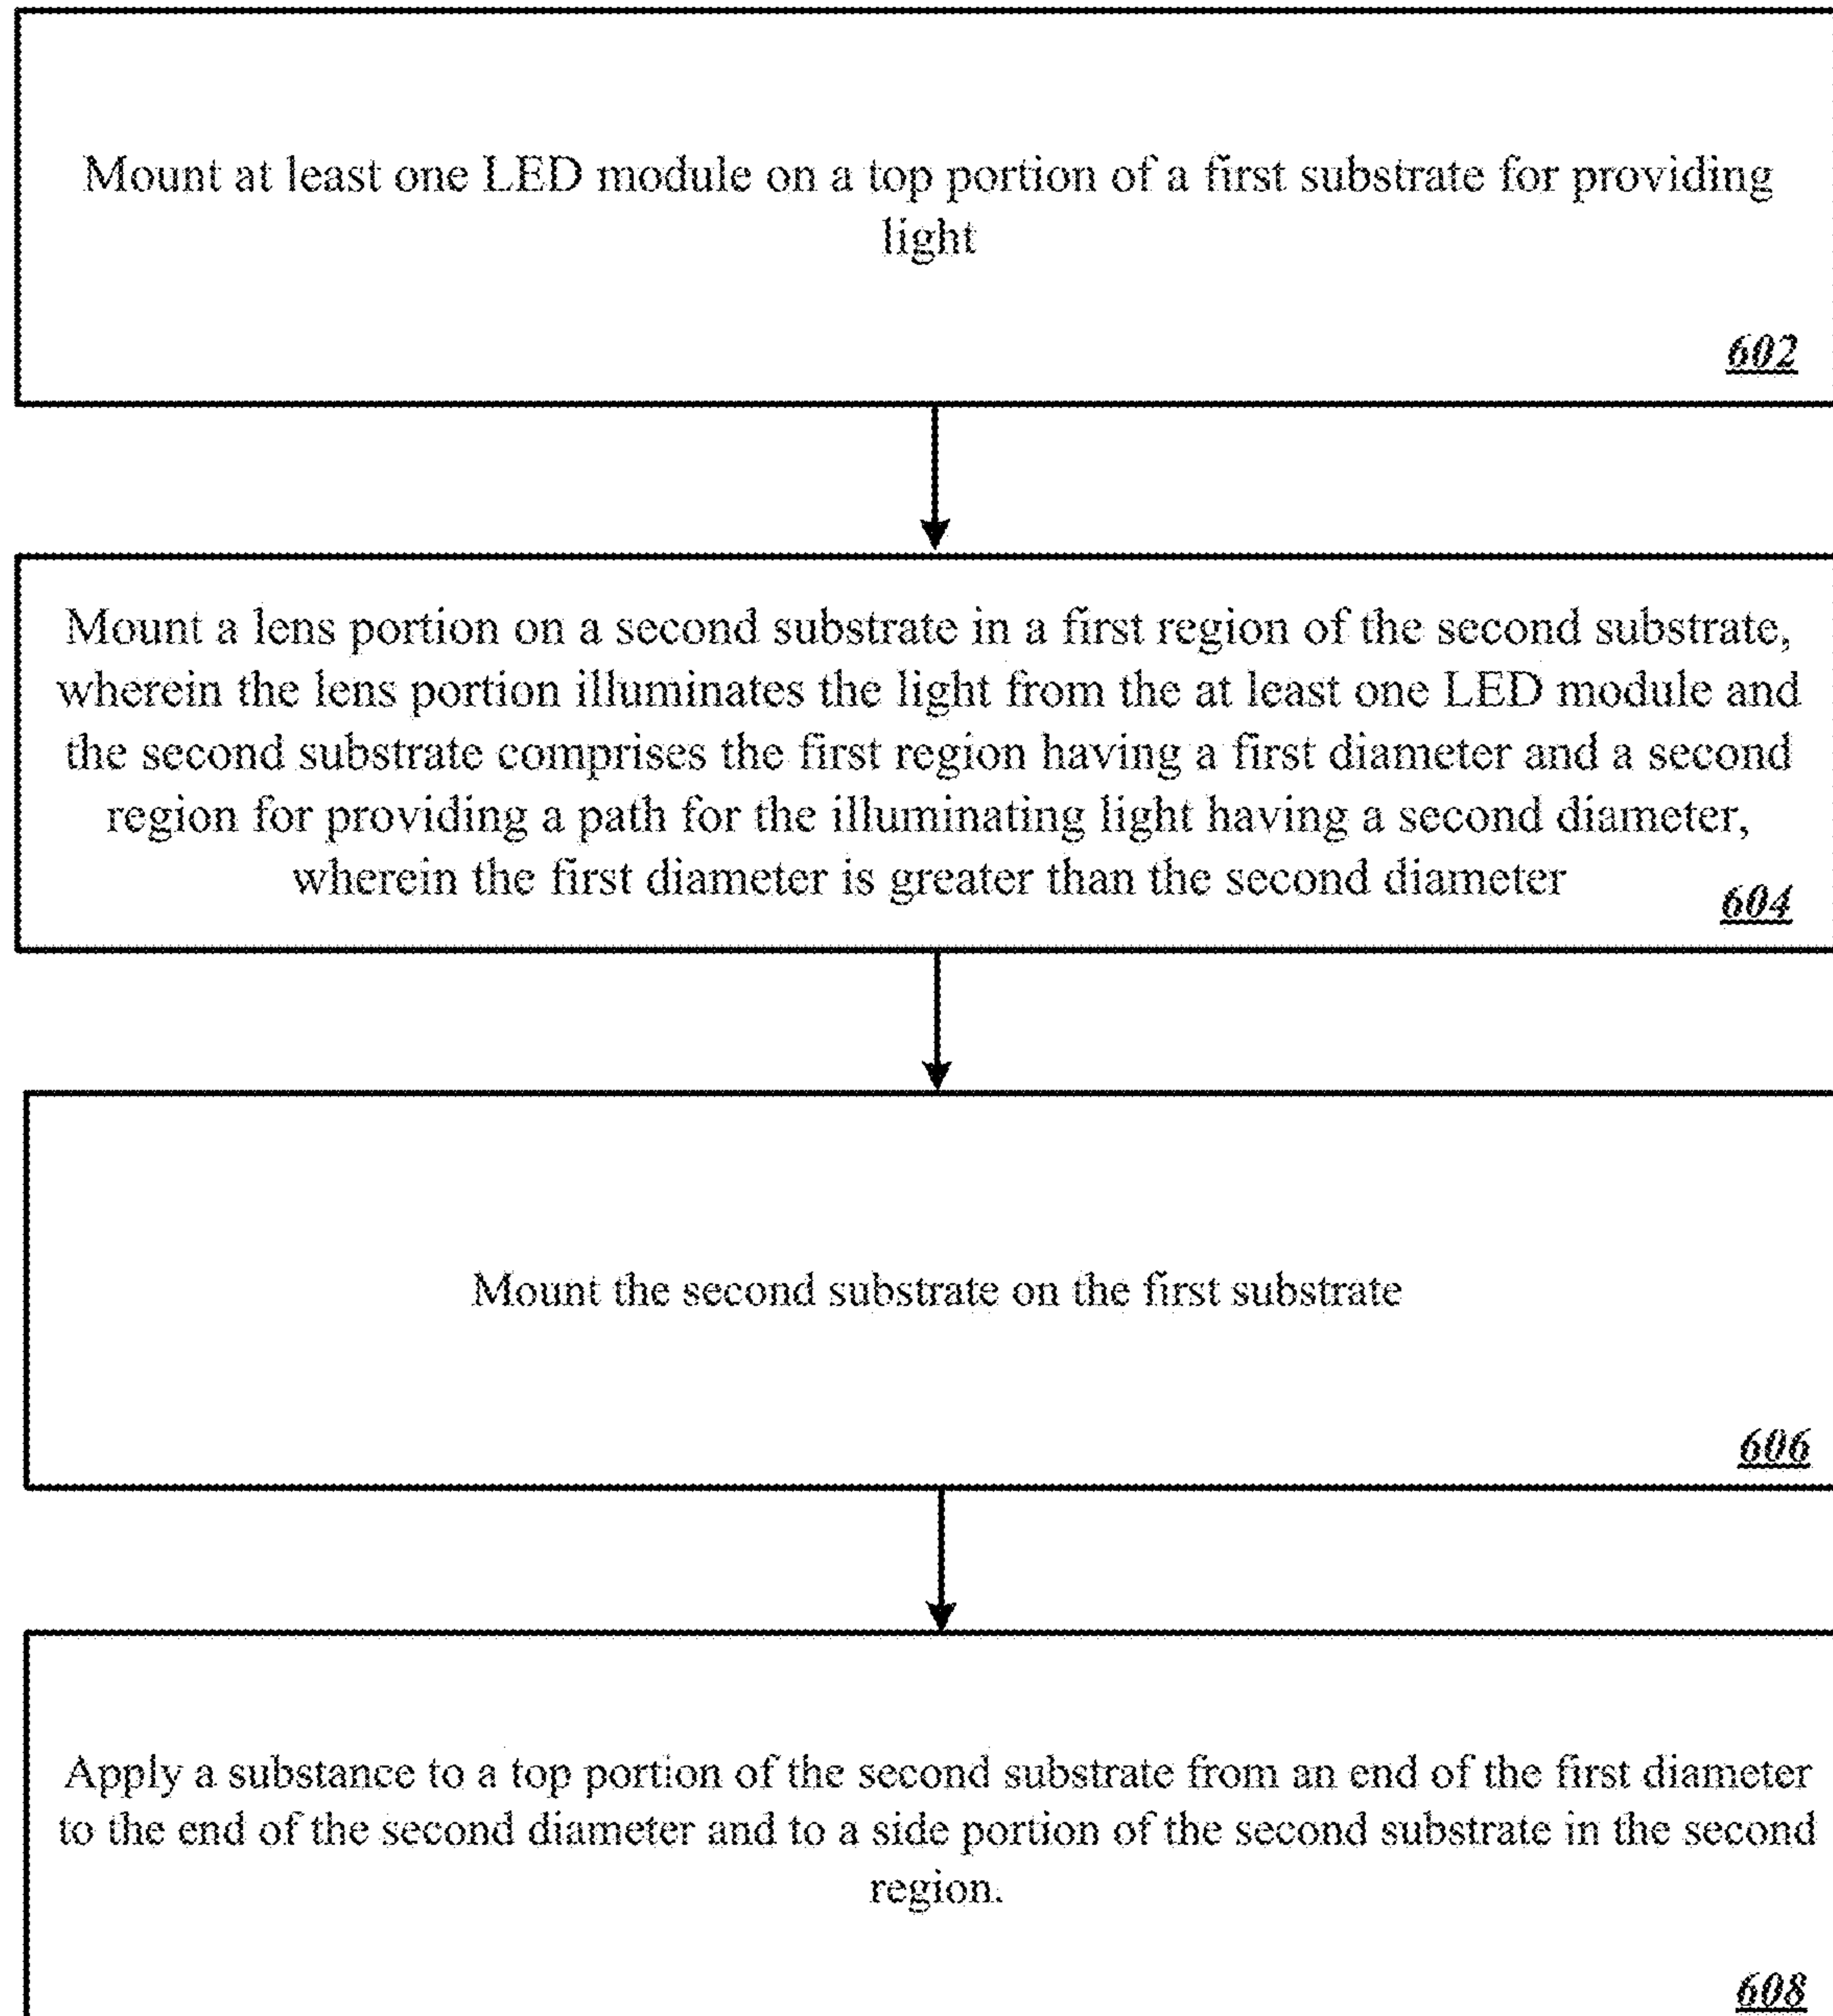 Mount at least one LED module on a top portion of a first substrate for providing
light
602
Mount a lens portion on a second substrate in a first region of the second substrate,
wherein the lens portion illuminates the light from the at least one LED module and
the second substrate comprises the first region having a first diameter and a second
region for providing a path for the illuminating light having a second diameter,
wherein the first diameter is greater than the second diameter
604
Mount the second substrate on the first substrate
606
Apply a substance to a top portion of the second substrate from an end of the first diameter
to the end of the second diameter and to a side portion of the second substrate in the second
region.
608